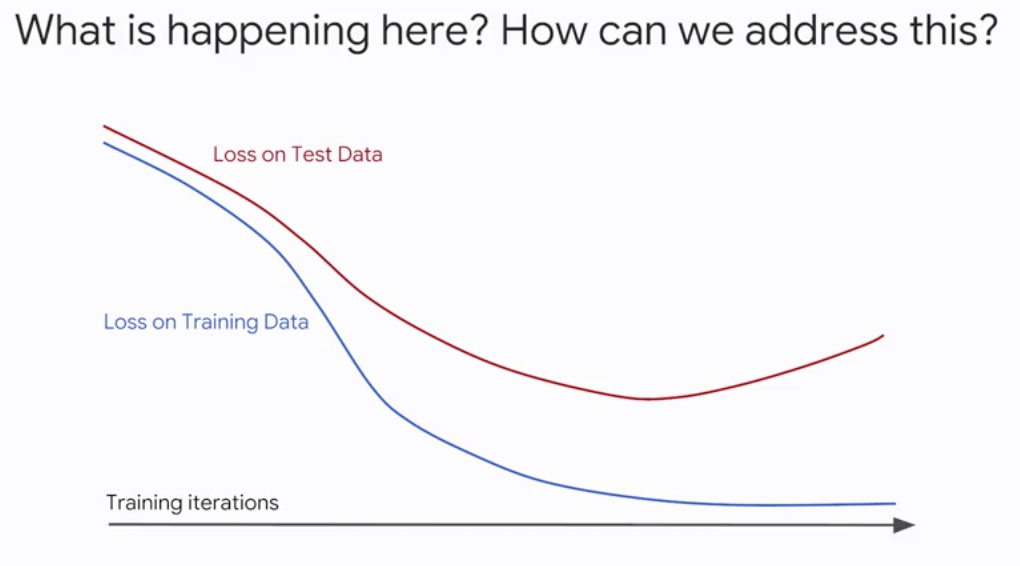 What is happening here? How can we address this?
Loss on Test Data
Loss on Training Data
Training iterations